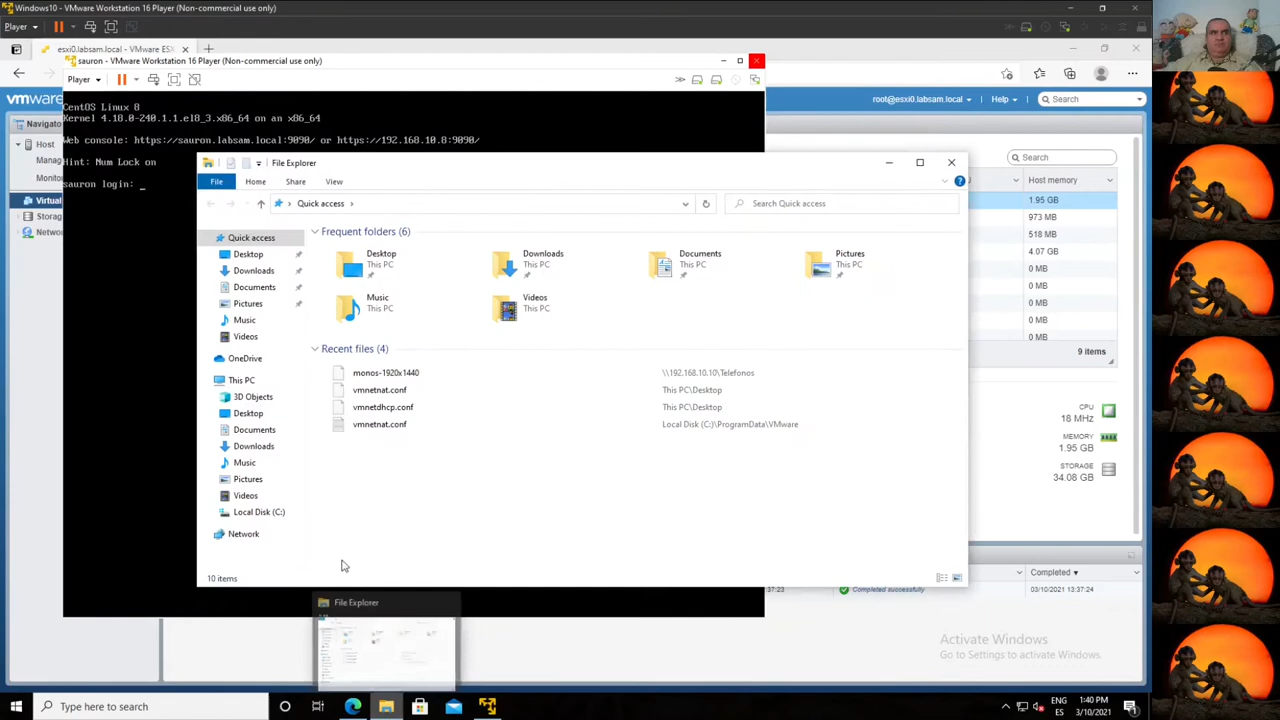 Windows10 - VMware Workstation 16 Player (Non-commercial use only)
Player
esxi0.labsam.local - VMware ESX
sauron - VMware Workstation 16 Player (Non-commercial use only)
Player
vmw
root@esxi0.labsam.local
Help
Search
Navigato
Host
Manag
Monito
Virtual
Storag
Netwo
CentOS Linux 8
Kernel 4.18.0-240.1.1.el8_3.x86_64 on an x86_64
Web console: https://sauron.labsam.local:9090/ or https://192.168.10.8:9090/
Hint: Num Lock on
sauron login: _
File Explorer
File
Home
Share
View
Quick access
Search Quick access
Quick access
Desktop
Downloads
Documents
Pictures
Music
Videos
OneDrive
This PC
3D Objects
Desktop
Documents
Downloads
Music
Pictures
Videos
Local Disk (C:)
Network
10 items
Frequent folders (6)
Desktop
This PC
Downloads
This PC
Documents
This PC
Pictures
This PC
Music
This PC
Videos
This PC
Recent files (4)
monos-1920x1440
\\192.168.10.10\Telefonos
vmnetnat.conf
This PC\Desktop
vmnetdhcp.conf
This PC\Desktop
vmnetnat.conf
Local Disk (C:)\ProgramData\VMware
Search
Host memory
1.95 GB
973 MB
518 MB
4.07 GB
0 MB
0 MB
0 MB
0 MB
9 items
CPU
18 MHz
MEMORY
1.95 GB
STORAGE
34.08 GB
Completed
37:23
Completed successfully
03/10/2021 13:37:24
Activate Windows
Go to Settings to activate Windows.
File Explorer
Type here to search
ENG
ES
1:40 PM
3/10/2021
1